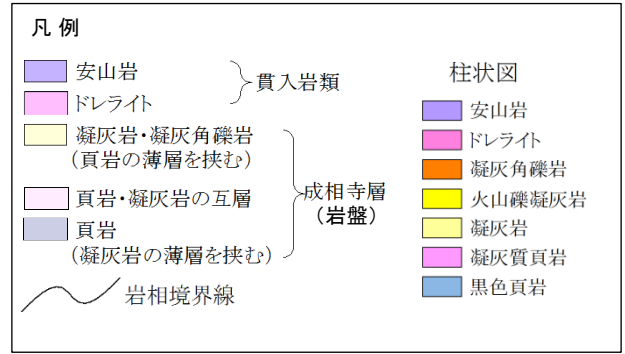 凡 例
安山岩
ドレライト
貫入岩類
凝灰岩・凝灰角礫岩
(頁岩の薄層を挟む)
頁岩・凝灰岩の互層
頁岩
(凝灰岩の薄層を挟む)
成相寺層
(岩盤)
岩相境界線
柱状図
安山岩
ドレライト
凝灰角礫岩
火山礫凝灰岩
凝灰岩
凝灰質頁岩
黒色頁岩